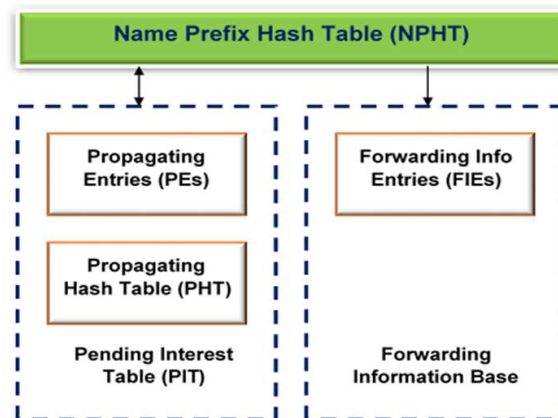 Name Prefix Hash Table (NPHT)
Propagating
Entries (PEs)
Propagating
Hash Table (PHT)
Pending Interest
Table (PIT)
Forwarding Info
Entries (FIEs)
Forwarding
Information Base